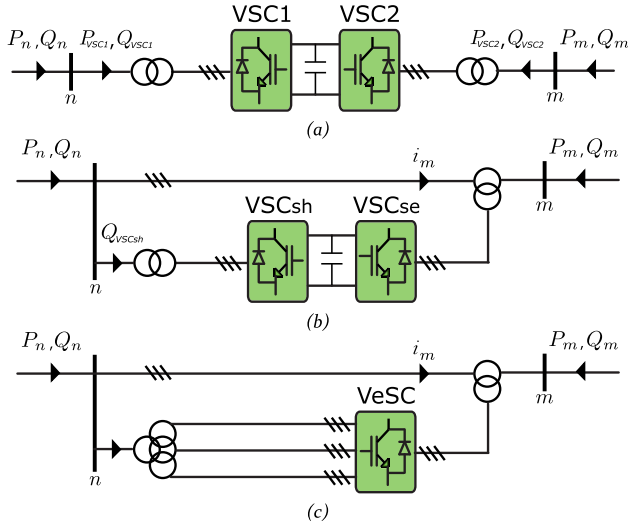 VSC1 VSC2
Pn,Qn PVSC1,QVSC1 PVSC2,QVSC2 Pm,Qm
n m
(a)
Pn,Qn im Pm,Qm
VSCsh VSCse m
QVSCsh
n
(b)
Pn,Qn im Pm,Qm
VeSC m
n
(c)